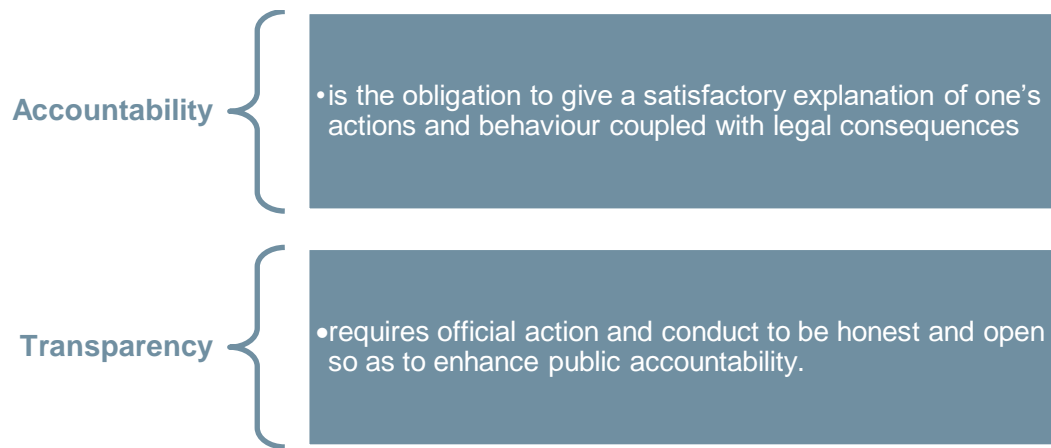 Accountability
•is the obligation to give a satisfactory explanation of one’s
actions and behaviour coupled with legal consequences
Transparency
•requires official action and conduct to be honest and open
so as to enhance public accountability.